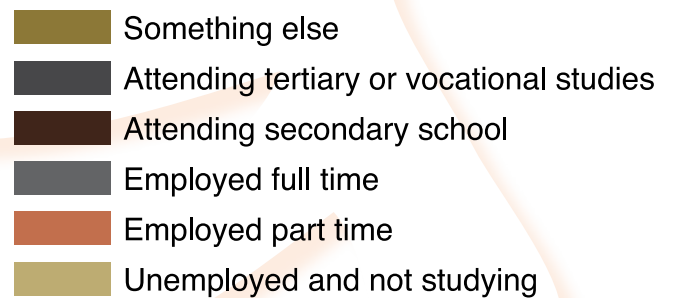 Something else
Attending tertiary or vocational studies
Attending secondary school
Employed full time
Employed part time
Unemployed and not studying